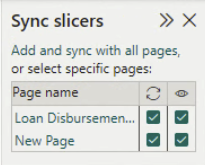 Sync slicers
Add and sync with all pages,
or select specific pages:
Page name
Loan Disbursemen...
New Page